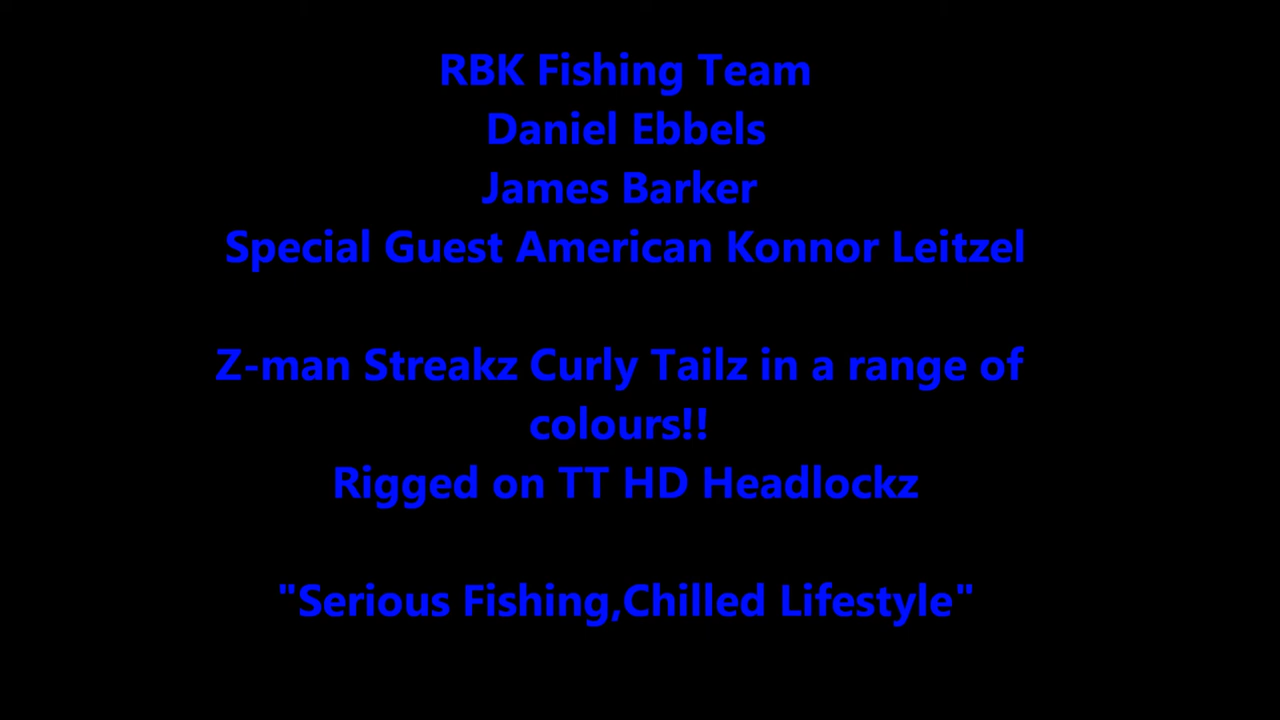 RBK Fishing Team
Daniel Ebbels
James Barker
Special Guest American Konnor Leitzel
Z-man Streakz Curly Tailz in a range of
colours!!
Rigged on TT HD Headlockz
"Serious Fishing,Chilled Lifestyle"